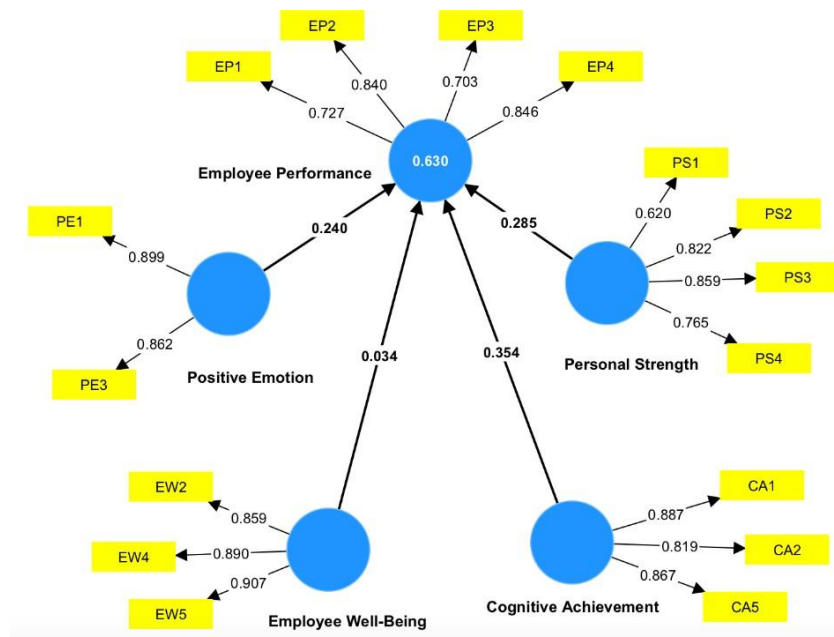 EP2
EP3
EP1
EP4
0.840
0.703
0.727
0.846
0.630
Employee Performance
PS1
PE1
0.620
PS2
0.240
0.285
0.822
0.899
0.859
PS3
0.862
0.765
PE3
Positive Emotion
0.034
0.354
Personal Strength
PS4
EW2
0.859
CA1
0.887
EW4
0.890
0.819
CA2
0.907
0.867
EW5
Employee Well-Being
Cognitive Achievement
CA5